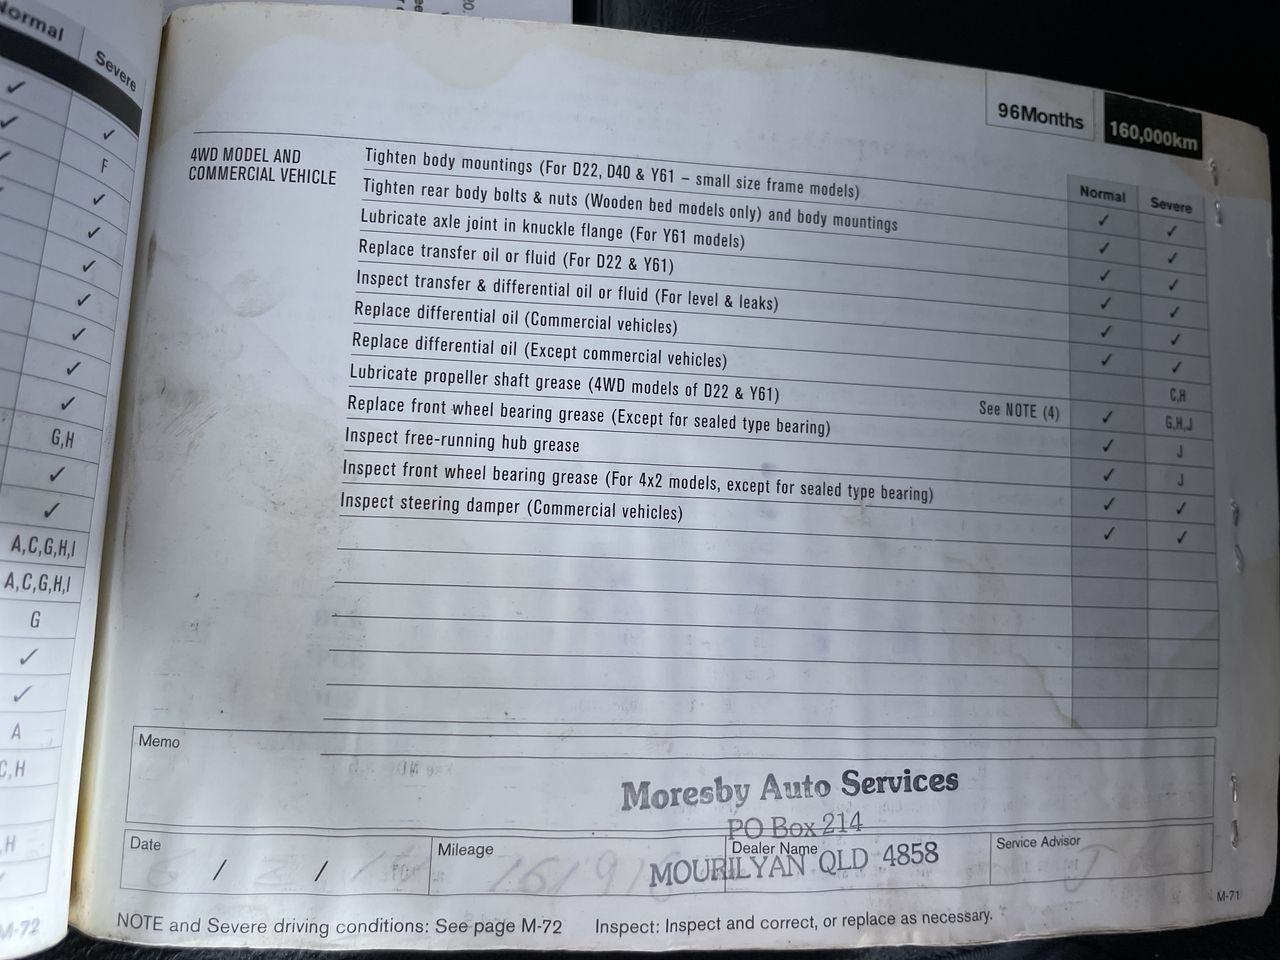 Normal
Severe
✓
✓
✓
F
✓
✓
✓
✓
✓
✓
✓
✓
G,H
✓
✓
A,C,G,H,I
A,C,G,H,I
G
✓
✓
A
C,H
,H
M-72
96Months
160,000km
4WD MODEL AND
COMMERCIAL VEHICLE
Normal Severe
Tighten body mountings (For D22, D40 & Y61 – small size frame models) ✓ ✓
Tighten rear body bolts & nuts (Wooden bed models only) and body mountings ✓ ✓
Lubricate axle joint in knuckle flange (For Y61 models) ✓ ✓
Replace transfer oil or fluid (For D22 & Y61) ✓ ✓
Inspect transfer & differential oil or fluid (For level & leaks) ✓ ✓
Replace differential oil (Commercial vehicles) ✓ ✓
Replace differential oil (Except commercial vehicles) C,H
Lubricate propeller shaft grease (4WD models of D22 & Y61) See NOTE (4) ✓ G,H,J
Replace front wheel bearing grease (Except for sealed type bearing) ✓ J
Inspect free-running hub grease ✓ J
Inspect front wheel bearing grease (For 4x2 models, except for sealed type bearing) ✓ ✓
Inspect steering damper (Commercial vehicles) ✓ ✓
Memo
Moresby Auto Services
PO Box 214
MOURILYAN QLD 4858
Date / /
Mileage
Dealer Name
Service Advisor
M-71
NOTE and Severe driving conditions: See page M-72 Inspect: Inspect and correct, or replace as necessary.